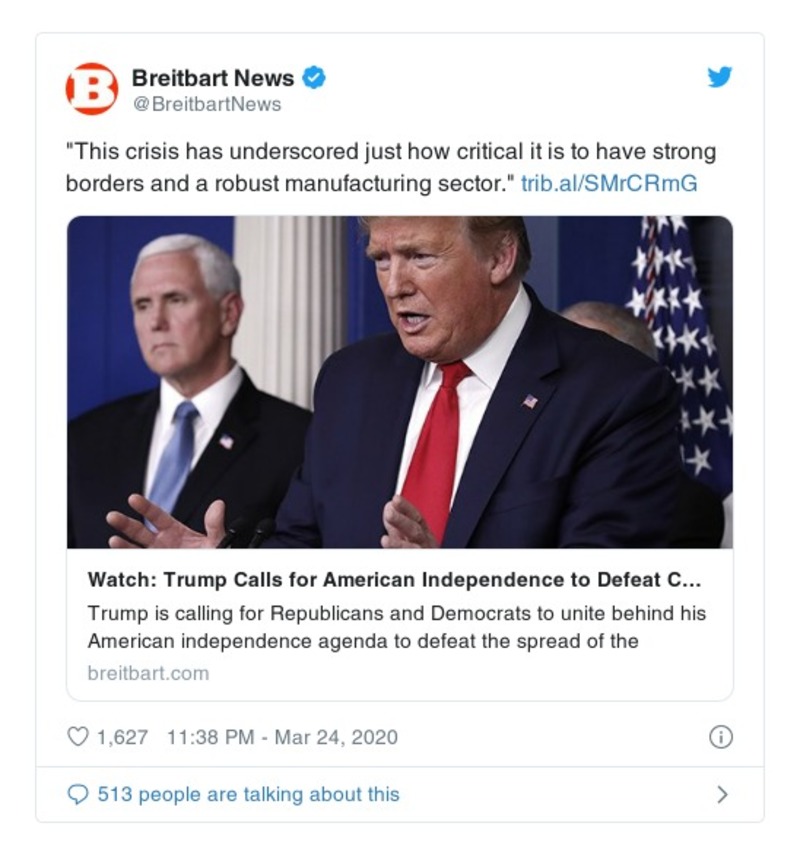 B
Breitbart News
@BreitbartNews
"This crisis has underscored just how critical it is to have strong
borders and a robust manufacturing sector." trib.al/SMrCRmG
Watch: Trump Calls for American Independence to Defeat C...
Trump is calling for Republicans and Democrats to unite behind his
American independence agenda to defeat the spread of the
breitbart.com
1,627 11:38 PM - Mar 24, 2020
513 people are talking about this